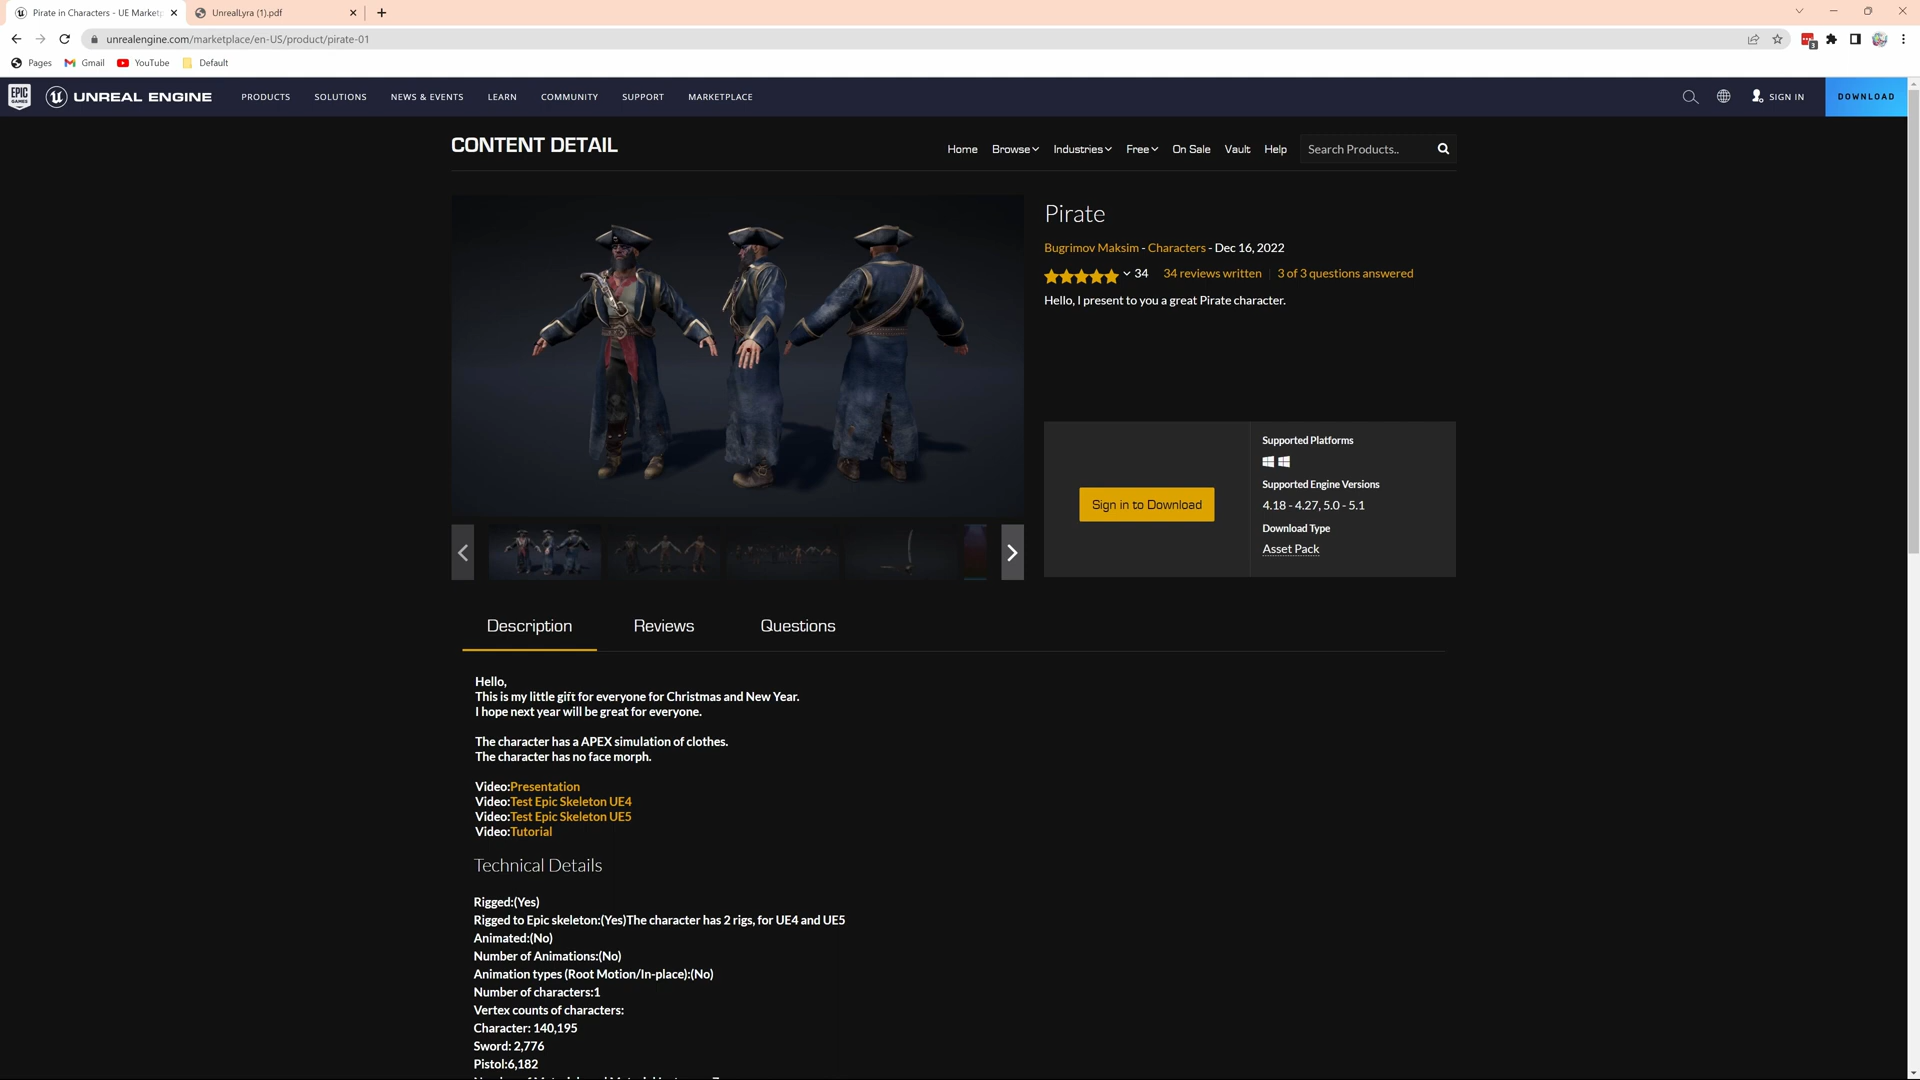 Pirate in Characters - UE Marketp
UnrealLyra (1).pdf
unrealengine.com/marketplace/en-US/product/pirate-01
3
Pages
Gmail
YouTube
Default
EPIC GAMES
UNREAL ENGINE
PRODUCTS
SOLUTIONS
NEWS & EVENTS
LEARN
COMMUNITY
SUPPORT
MARKETPLACE
SIGN IN
DOWNLOAD
CONTENT DETAIL
Home
Browse
Industries
Free
On Sale
Vault
Help
Search Products..
Pirate
Bugrimov Maksim - Characters - Dec 16, 2022
34
34 reviews written
3 of 3 questions answered
Hello, I present to you a great Pirate character.
Sign in to Download
Supported Platforms
Supported Engine Versions
4.18 - 4.27, 5.0 - 5.1
Download Type
Asset Pack
Description
Reviews
Questions
Hello,
This is my little gift for everyone for Christmas and New Year.
I hope next year will be great for everyone.
The character has a APEX simulation of clothes.
The character has no face morph.
Video:Presentation
Video:Test Epic Skeleton UE4
Video:Test Epic Skeleton UE5
Video:Tutorial
Technical Details
Rigged:(Yes)
Rigged to Epic skeleton:(Yes)The character has 2 rigs, for UE4 and UE5
Animated:(No)
Number of Animations:(No)
Animation types (Root Motion/In-place):(No)
Number of characters:1
Vertex counts of characters:
Character: 140,195
Sword: 2,776
Pistol:6,182